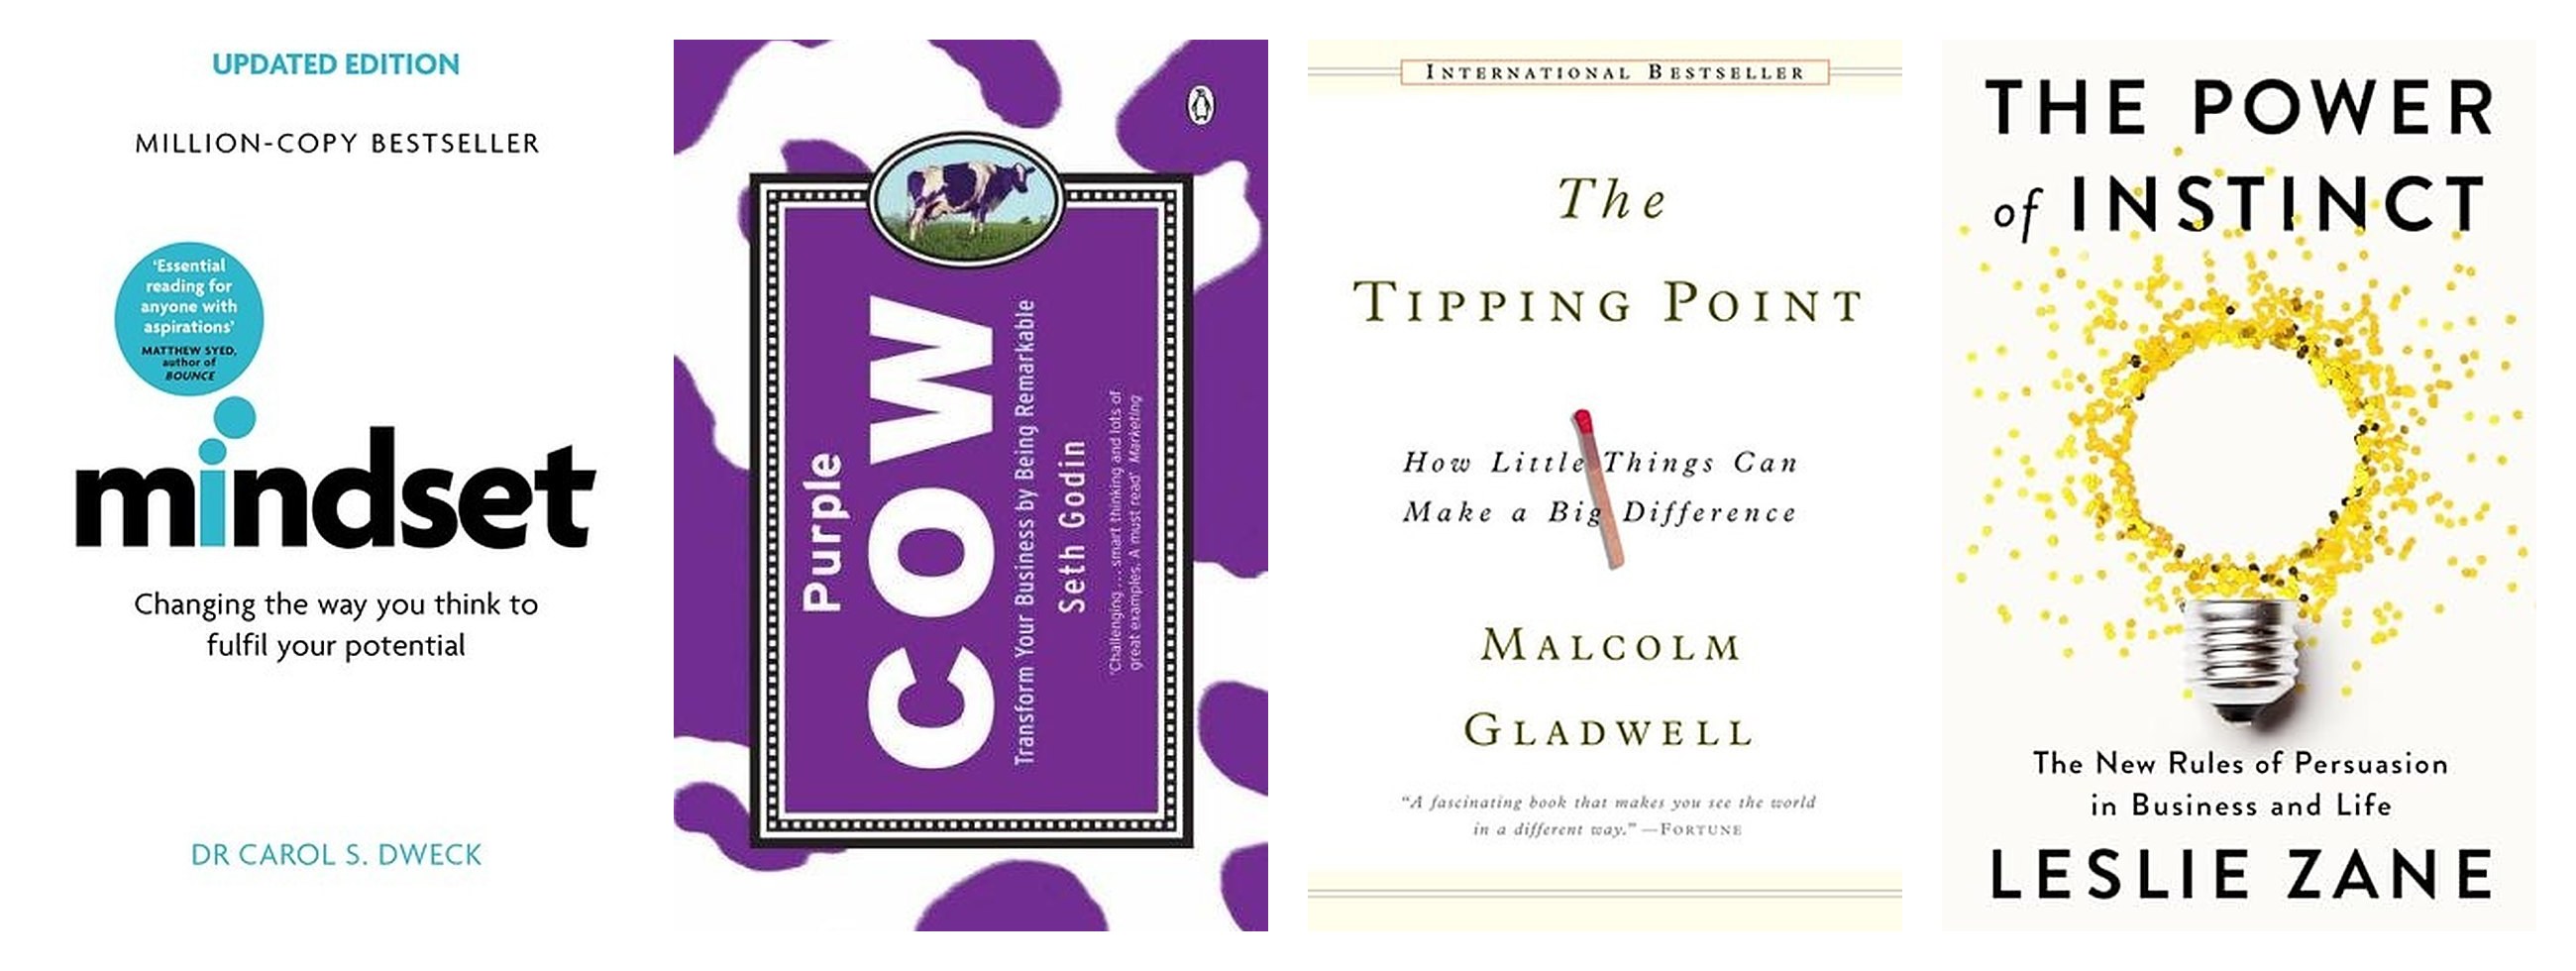 UPDATED EDITION
MILLION-COPY BESTSELLER
'Essential
reading for
anyone with
aspirations'
MATTHEW SYED,
author of
BOUNCE
mindset
Changing the way you think to
fulfil your potential
DR CAROL S. DWECK
Purple
COW
Transform Your Business by Being Remarkable
Seth Godin
'Challenging . . . smart thinking and lots of
great examples. A must read' Marketing
INTERNATIONAL BESTSELLER
The
TIPPING POINT
How Little Things Can
Make a Big Difference
MALCOLM
GLADWELL
"A fascinating book that makes you see the world
in a different way." —FORTUNE
THE POWER
of INSTINCT
The New Rules of Persuasion
in Business and Life
LESLIE ZANE